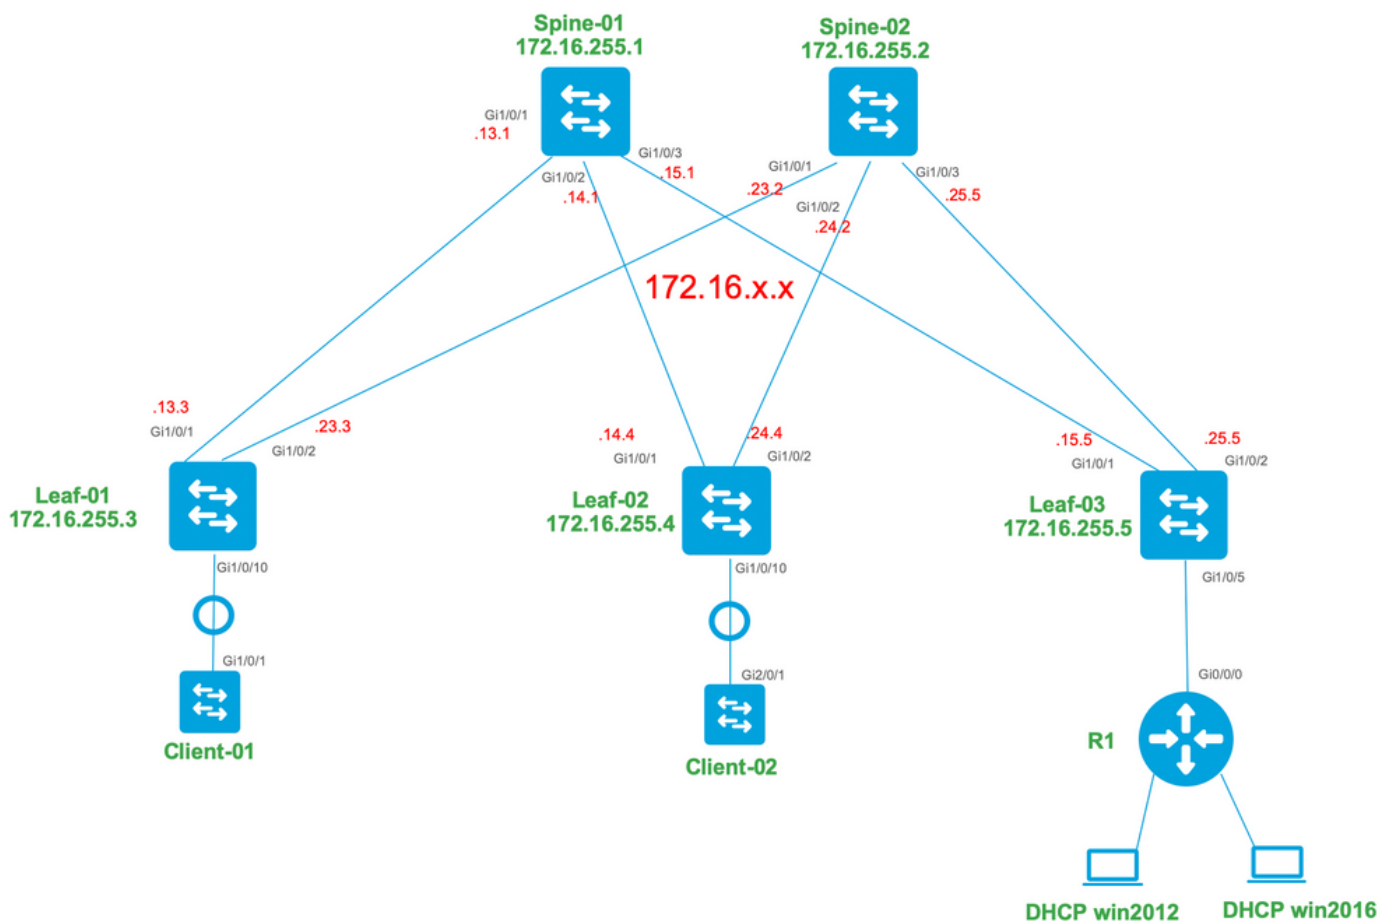 Spine-01
172.16.255.1
Spine-02
172.16.255.2
Gi1/0/1
.13.1
Gi1/0/2
.14.1
Gi1/0/3
.15.1
Gi1/0/1
.23.2
Gi1/0/2
.24.2
Gi1/0/3
.25.5
172.16.x.x
.13.3
Gi1/0/1
.23.3
Gi1/0/2
.14.4
Gi1/0/1
.24.4
Gi1/0/2
.15.5
Gi1/0/1
.25.5
Gi1/0/2
Leaf-01
172.16.255.3
Leaf-02
172.16.255.4
Leaf-03
172.16.255.5
Gi1/0/10
Gi1/0/10
Gi1/0/5
Gi1/0/1
Gi2/0/1
Gi0/0/0
Client-01
Client-02
R1
DHCP win2012
DHCP win2016